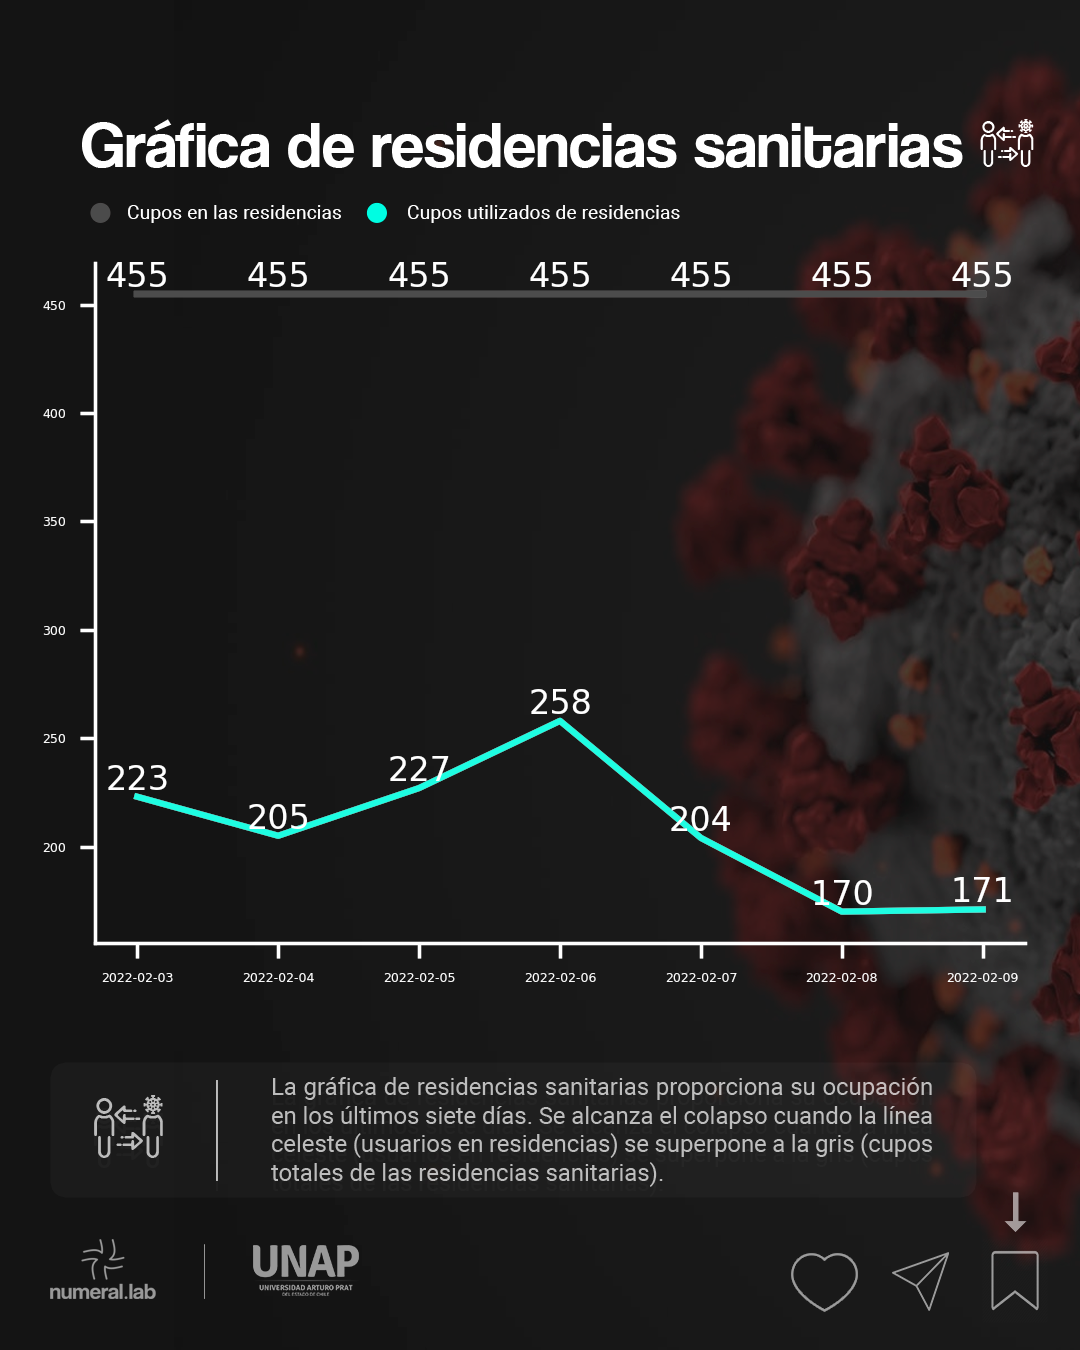 Gráfica de residencias sanitarias
Cupos en las residencias Cupos utilizados de residencias
455 455 455 455 455 455 455
450
400
350
300
250
200
258
227
223
205
204
170
171
2022-02-03 2022-02-04 2022-02-05 2022-02-06 2022-02-07 2022-02-08 2022-02-09
La gráfica de residencias sanitarias proporciona su ocupación
en los últimos siete días. Se alcanza el colapso cuando la línea
celeste (usuarios en residencias) se superpone a la gris (cupos
totales de las residencias sanitarias).
numeral.lab
UNAP
UNIVERSIDAD ARTURO PRAT
DEL ESTADO DE CHILE